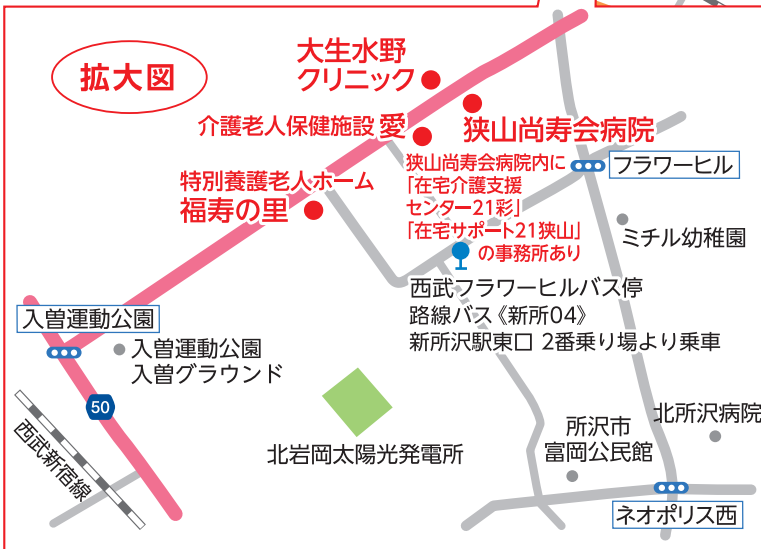 拡大図
大生水野
クリニック
介護老人保健施設 愛
狭山尚寿会病院
狭山尚寿会病院内に
「在宅介護支援
センター21彩」
「在宅サポート21狭山」
の事務所あり
フラワーヒル
特別養護老人ホーム
福寿の里
ミチル幼稚園
西武フラワーヒルバス停
路線バス《新所04》
新所沢駅東口 2番乗り場より乗車
入曽運動公園
入曽運動公園
入曽グラウンド
50
西武新宿線
北岩岡太陽光発電所
所沢市
富岡公民館
北所沢病院
ネオポリス西